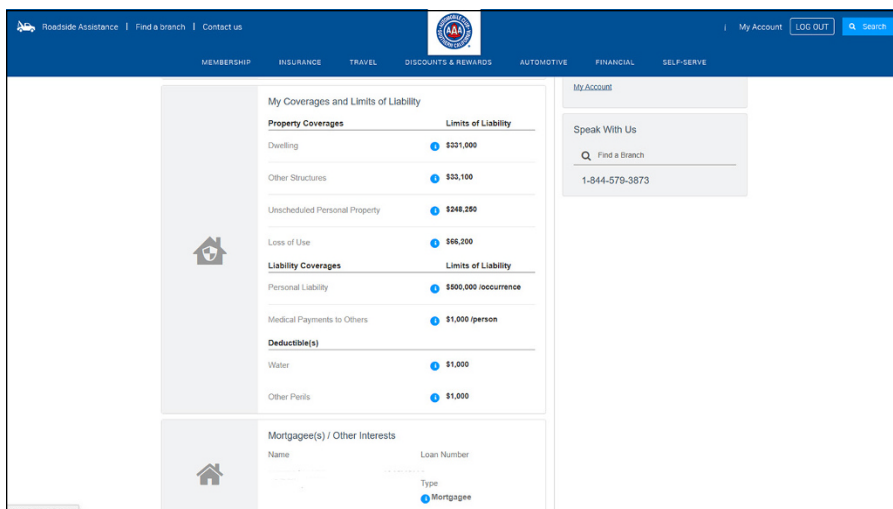 Roadside Assistance | Find a branch | Contact us
AAA
My Account LOG OUT Search
MEMBERSHIP INSURANCE TRAVEL DISCOUNTS & REWARDS AUTOMOTIVE FINANCIAL SELF-SERVE
My Account
My Coverages and Limits of Liability
Property Coverages Limits of Liability
Dwelling $331,000
Other Structures $33,100
Unscheduled Personal Property $248,250
Loss of Use $66,200
Liability Coverages Limits of Liability
Personal Liability $500,000 /occurrence
Medical Payments to Others $1,000 /person
Deductible(s)
Water $1,000
Other Perils $1,000
Speak With Us
Find a Branch
1-844-579-3873
Mortgagee(s) / Other Interests
Name Loan Number
Type
Mortgagee